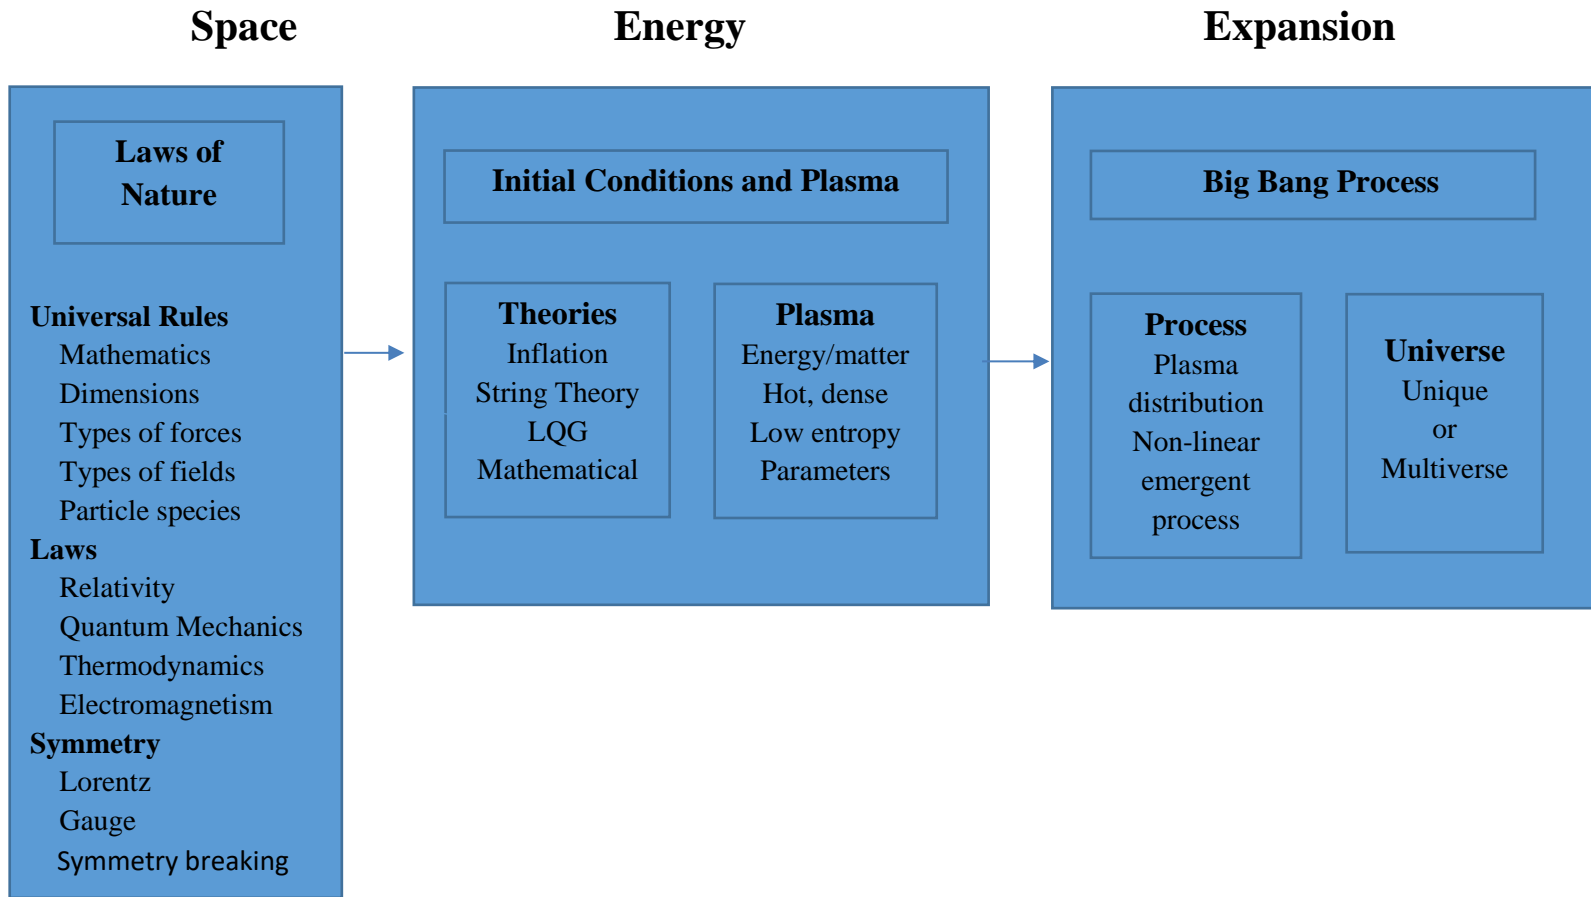 Space
Energy
Expansion
Laws of
Nature
Universal Rules
Mathematics
Dimensions
Types of forces
Types of fields
Particle species
Laws
Relativity
Quantum Mechanics
Thermodynamics
Electromagnetism
Symmetry
Lorentz
Gauge
Symmetry breaking
Initial Conditions and Plasma
Theories
Inflation
String Theory
LQG
Mathematical
Plasma
Energy/matter
Hot, dense
Low entropy
Parameters
Big Bang Process
Process
Plasma
distribution
Non-linear
emergent
process
Universe
Unique
or
Multiverse